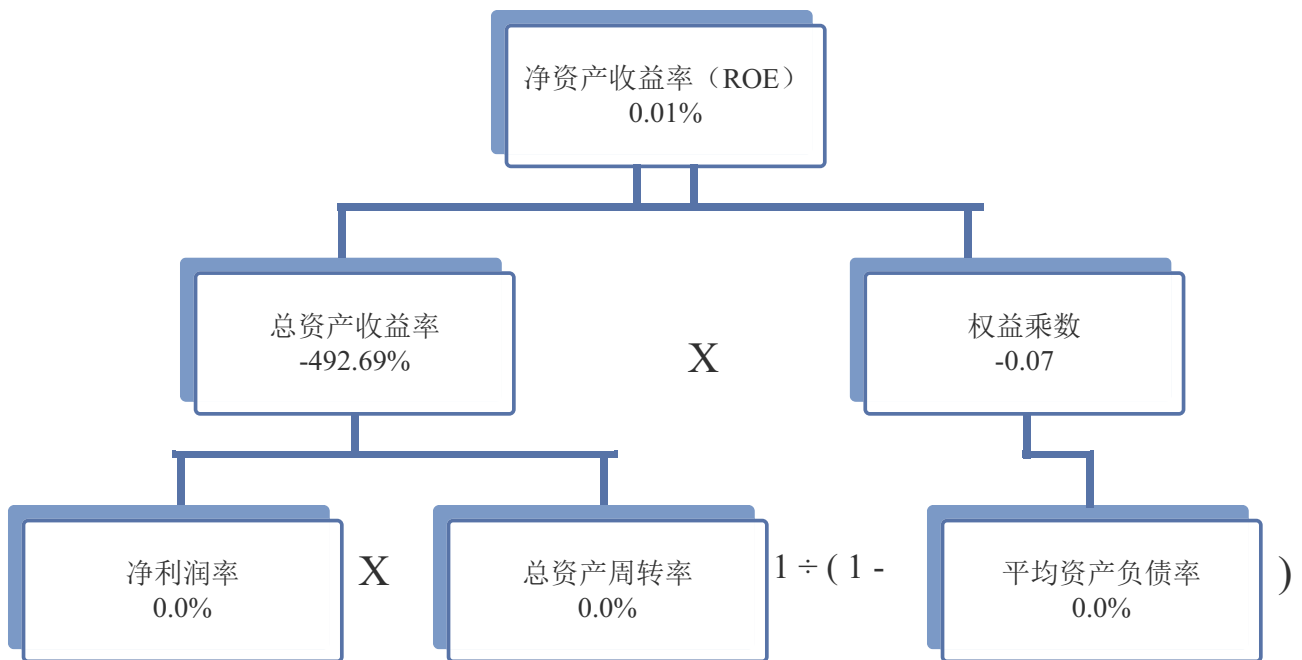 净资产收益率（ROE）
0.01%
总资产收益率
-492.69%
X
权益乘数
-0.07
净利润率
0.0%
X
总资产周转率
0.0%
1 ÷ ( 1 -
平均资产负债率
0.0%
)